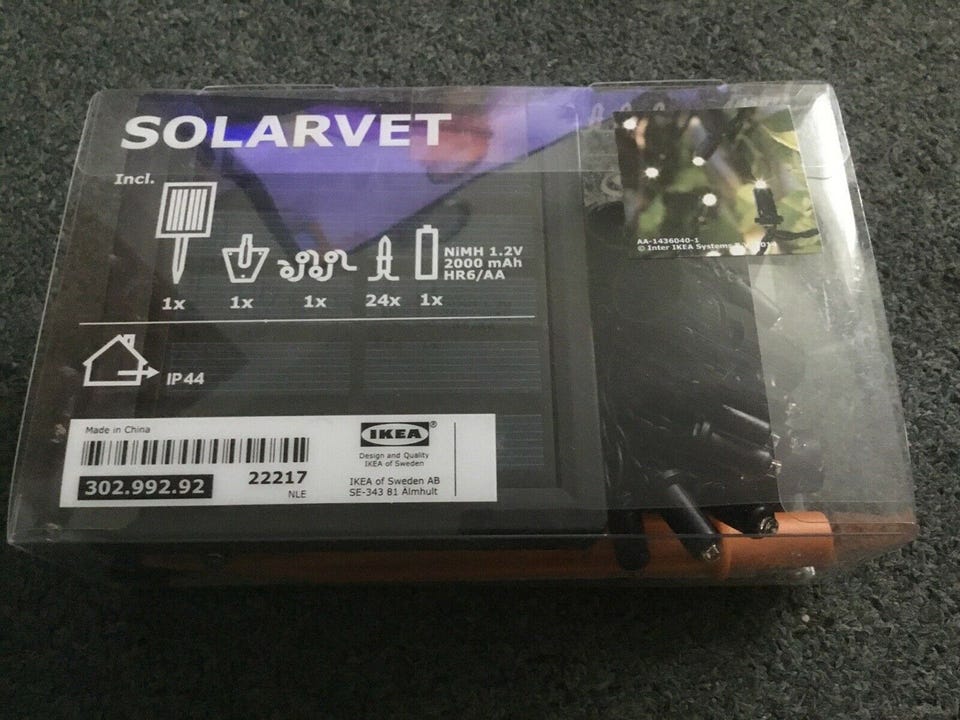 SOLARVET
Incl.
NiMH 1.2V
2000 mAh
HR6/AA
1x 1x 1x 24x 1x
IP44
AA-1436040-1
© Inter IKEA Systems
Made in China
302.992.92
22217
NLE
IKEA®
Design and Quality
IKEA of Sweden
IKEA of Sweden AB
SE-343 81 Älmhult